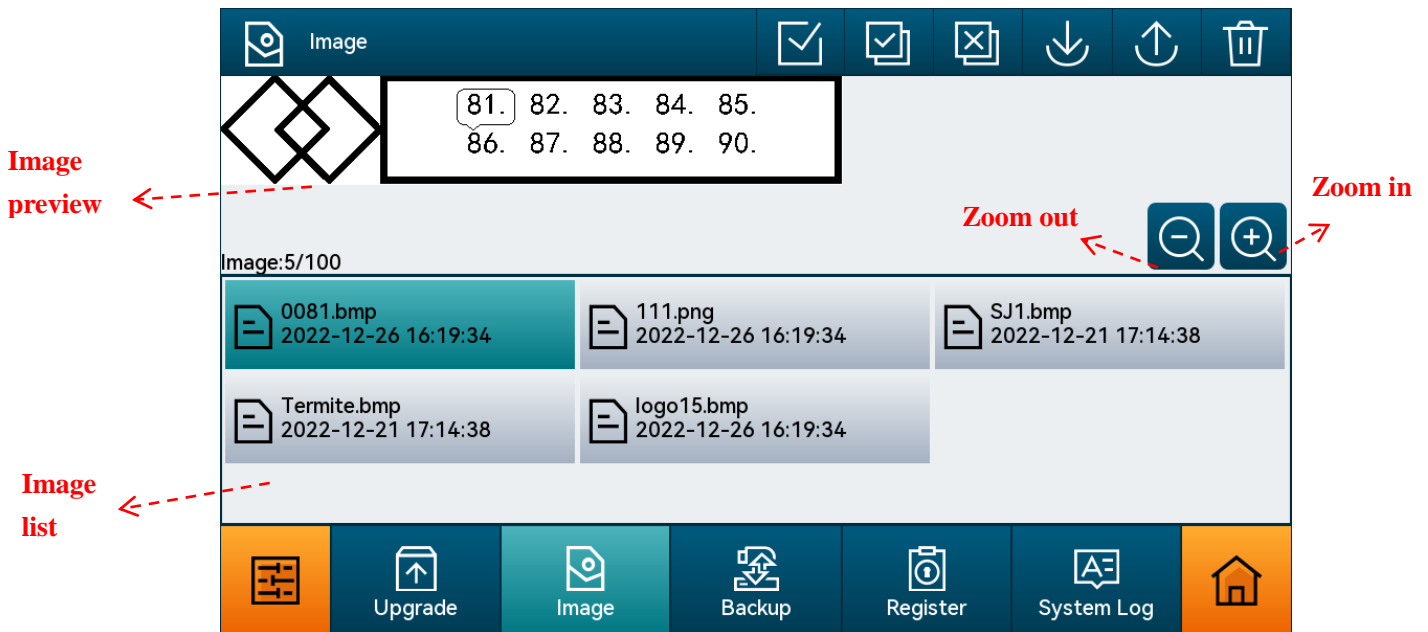 Image
81. 82. 83. 84. 85.
86. 87. 88. 89. 90.
Image
preview
Zoom in
Zoom out
Image:5/100
0081.bmp
2022-12-26 16:19:34
111.png
2022-12-26 16:19:34
SJ1.bmp
2022-12-21 17:14:38
Termite.bmp
2022-12-21 17:14:38
logo15.bmp
2022-12-26 16:19:34
Image
list
Upgrade
Image
Backup
Register
System Log